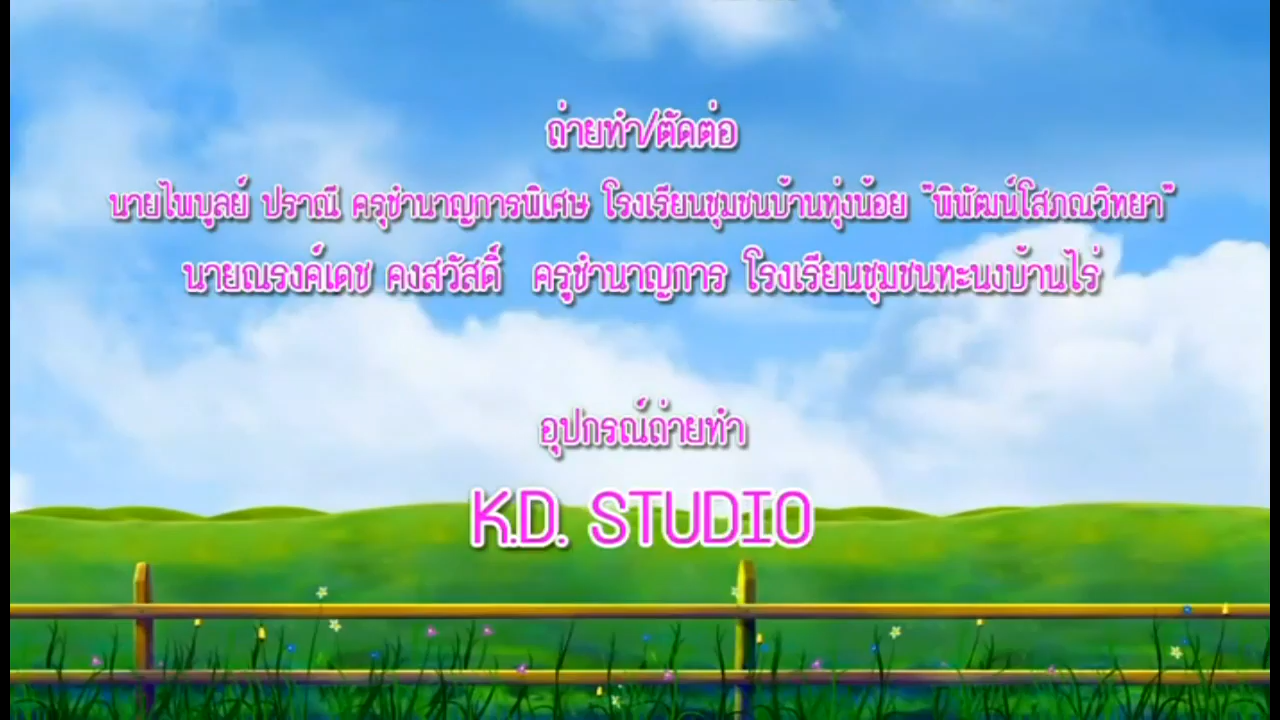 ถ่ายทำ/ตัดต่อ
นายไพบูลย์ ปราณี ครูชำนาญการพิเศษ โรงเรียนชุมชนบ้านทุ่งน้อย "พิพัฒน์โสภณวิทยา"
นายณรงค์เดช คงสวัสดิ์ ครูชำนาญการ โรงเรียนชุมชนทะนงบ้านไร่
อุปกรณ์ถ่ายทำ
K.D. STUDIO